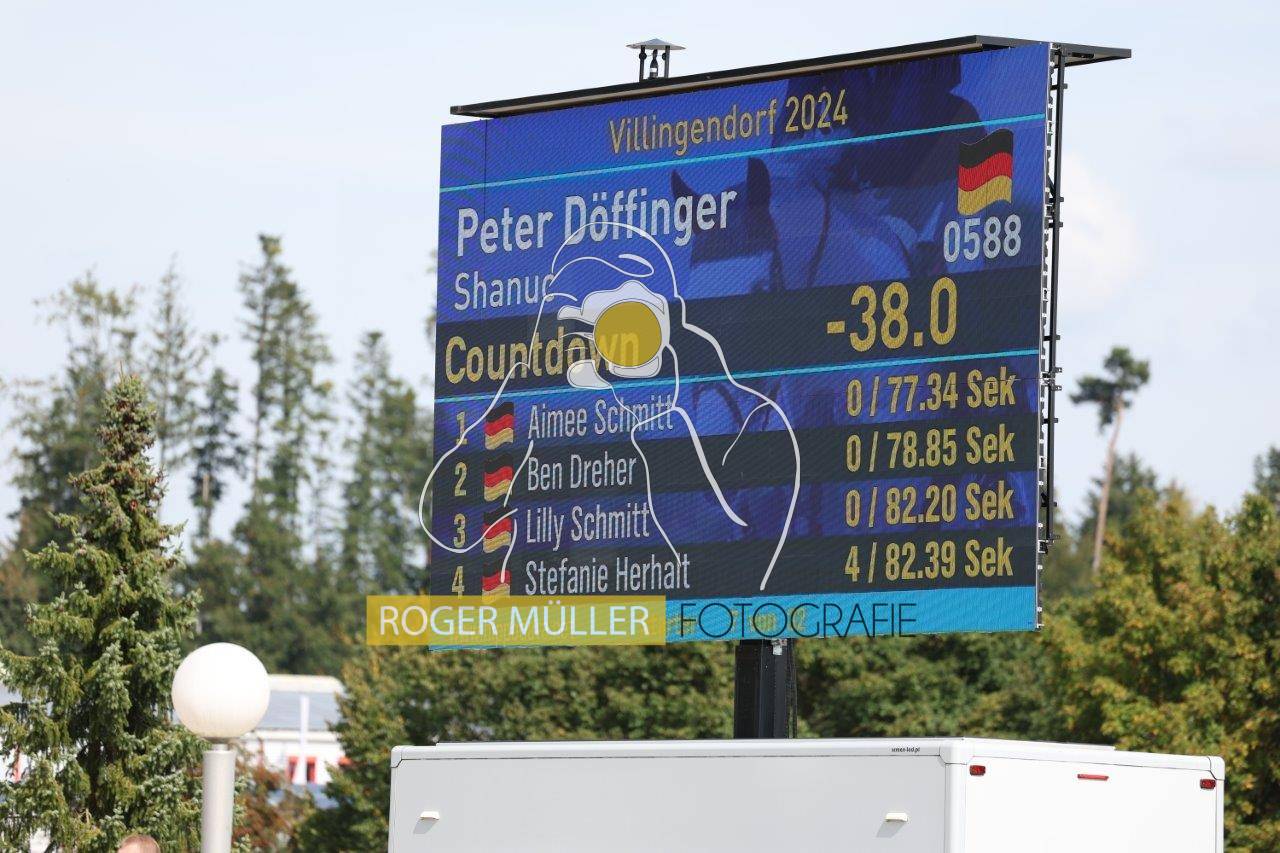 Villingendorf 2024
Peter Döffinger
0588
Countdown -38.0
1 Aimee Schmitt 0 / 77.34 Sek
2 Ben Dreher 0 / 78.85 Sek
3 Lilly Schmitt 0 / 82.20 Sek
4 Stefanie Herhalt 4 / 82.39 Sek
ROGER MÜLLER FOTOGRAFIE